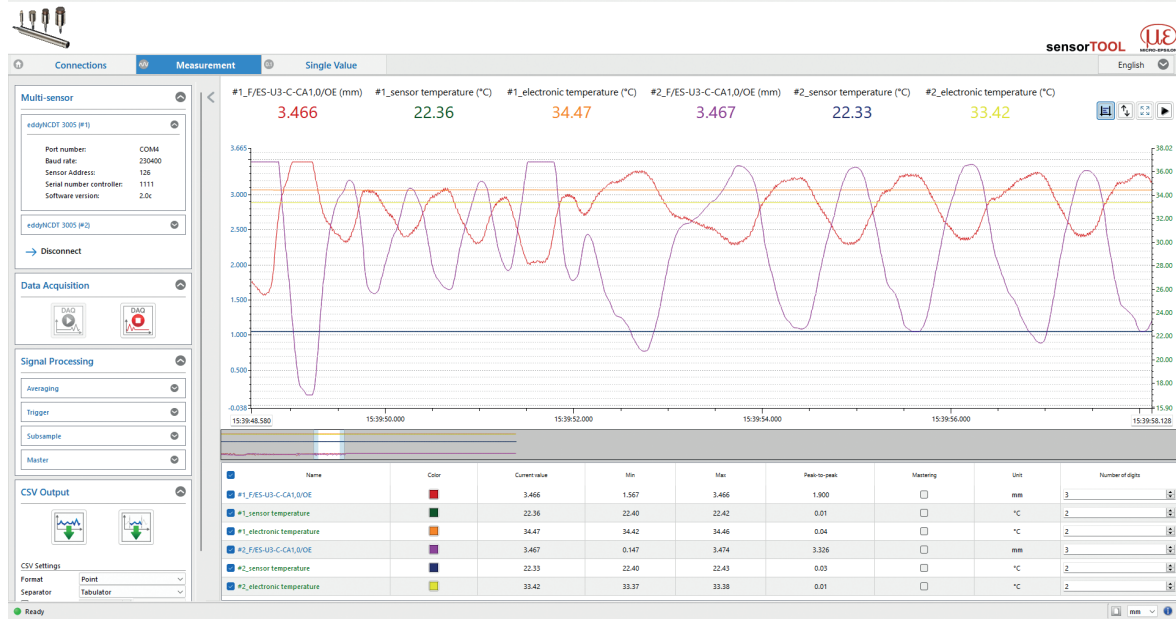 sensorTOOL
µε
MICRO-EPSILON
Connections Measurement Single Value English
Multi-sensor
eddyNCDT 3005 (#1)
Port number: COM4
Baud rate: 230400
Sensor Address: 126
Serial number controller: 1111
Software version: 2.0c
eddyNCDT 3005 (#2)
Disconnect
Data Acquisition
DAQ DAQ
Signal Processing
Averaging
Trigger
Subsample
Master
CSV Output
CSV Settings
Format Point
Separator Tabulator
#1_F/ES-U3-C-CA1,0/OE (mm) #1_sensor temperature (°C) #1_electronic temperature (°C) #2_F/ES-U3-C-CA1,0/OE (mm) #2_sensor temperature (°C) #2_electronic temperature (°C)
3.466 22.36 34.47 3.467 22.33 33.42
3.665
3.000
2.500
2.000
1.500
1.000
0.500
-0.038
38.02
36.00
34.00
32.00
30.00
28.00
26.00
24.00
22.00
20.00
18.00
15.90
15:39:48.580 15:39:50.000 15:39:52.000 15:39:54.000 15:39:56.000 15:39:58.128
Name Color Current value Min Max Peak-to-peak Mastering Unit Number of digits
#1_F/ES-U3-C-CA1,0/OE 3.466 1.567 3.466 1.900 mm 3
#1_sensor temperature 22.36 22.40 22.42 0.01 °C 2
#1_electronic temperature 34.47 34.42 34.46 0.04 °C 2
#2_F/ES-U3-C-CA1,0/OE 3.467 0.147 3.474 3.326 mm 3
#2_sensor temperature 22.33 22.40 22.43 0.03 °C 2
#2_electronic temperature 33.42 33.37 33.38 0.01 °C 2
Ready mm